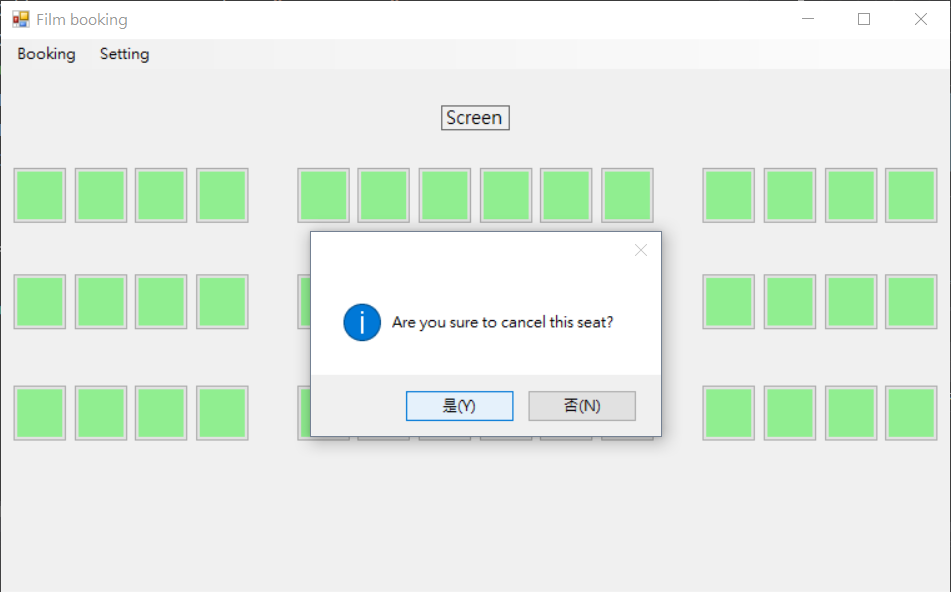 Film booking
Booking Setting
Screen
Are you sure to cancel this seat?
是(Y) 否(N)